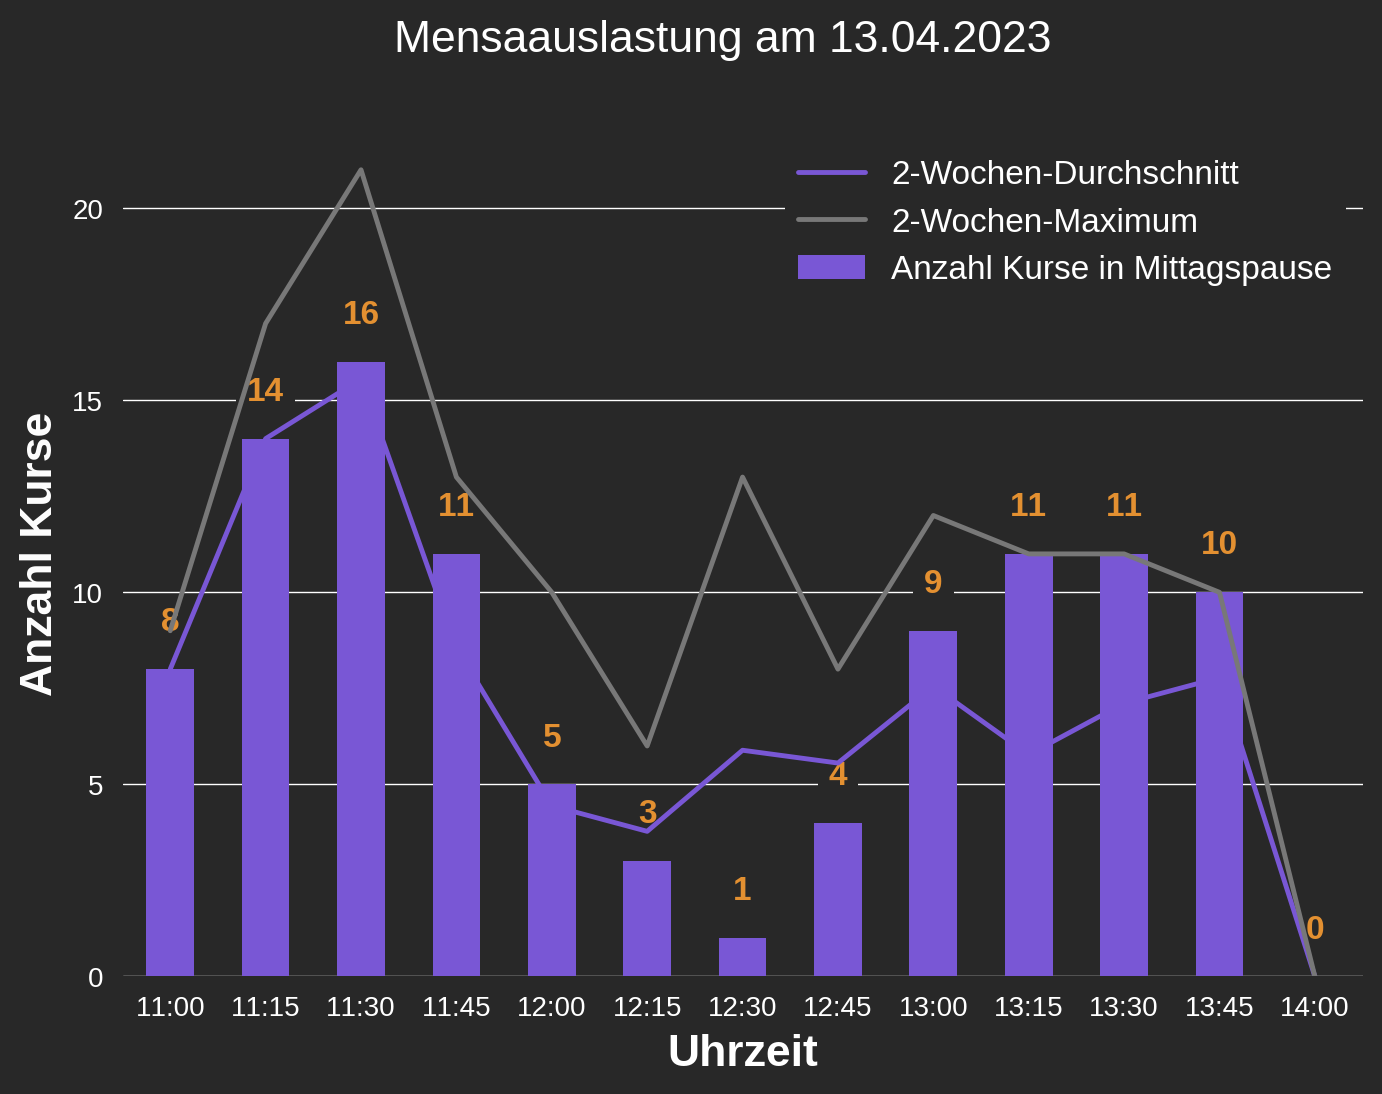 Mensaauslastung am 13.04.2023
2-Wochen-Durchschnitt
2-Wochen-Maximum
Anzahl Kurse in Mittagspause
Anzahl Kurse
20
15
10
5
0
8
14
16
11
5
3
1
4
9
11
11
10
0
11:00 11:15 11:30 11:45 12:00 12:15 12:30 12:45 13:00 13:15 13:30 13:45 14:00
Uhrzeit